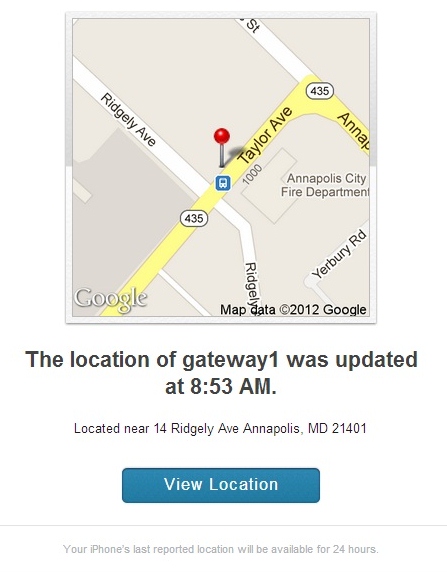 St
435
Ridgely Ave
Taylor Ave
Annap
1000
Annapolis City
Fire Department
435
Yerbury Rd
Ridgely
Google
Map data ©2012 Google
The location of gateway1 was updated
at 8:53 AM.
Located near 14 Ridgely Ave Annapolis, MD 21401
View Location
Your iPhone's last reported location will be available for 24 hours.